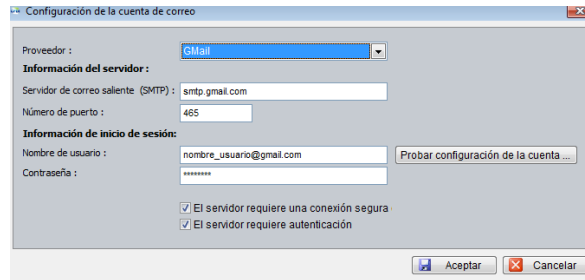 Configuración de la cuenta de correo
Proveedor : GMail
Información del servidor :
Servidor de correo saliente (SMTP) : smtp.gmail.com
Número de puerto : 465
Información de inicio de sesión:
Nombre de usuario : nombre_usuario@gmail.com Probar configuración de la cuenta ...
Contraseña : ********
El servidor requiere una conexión segura
El servidor requiere autenticación
Aceptar Cancelar